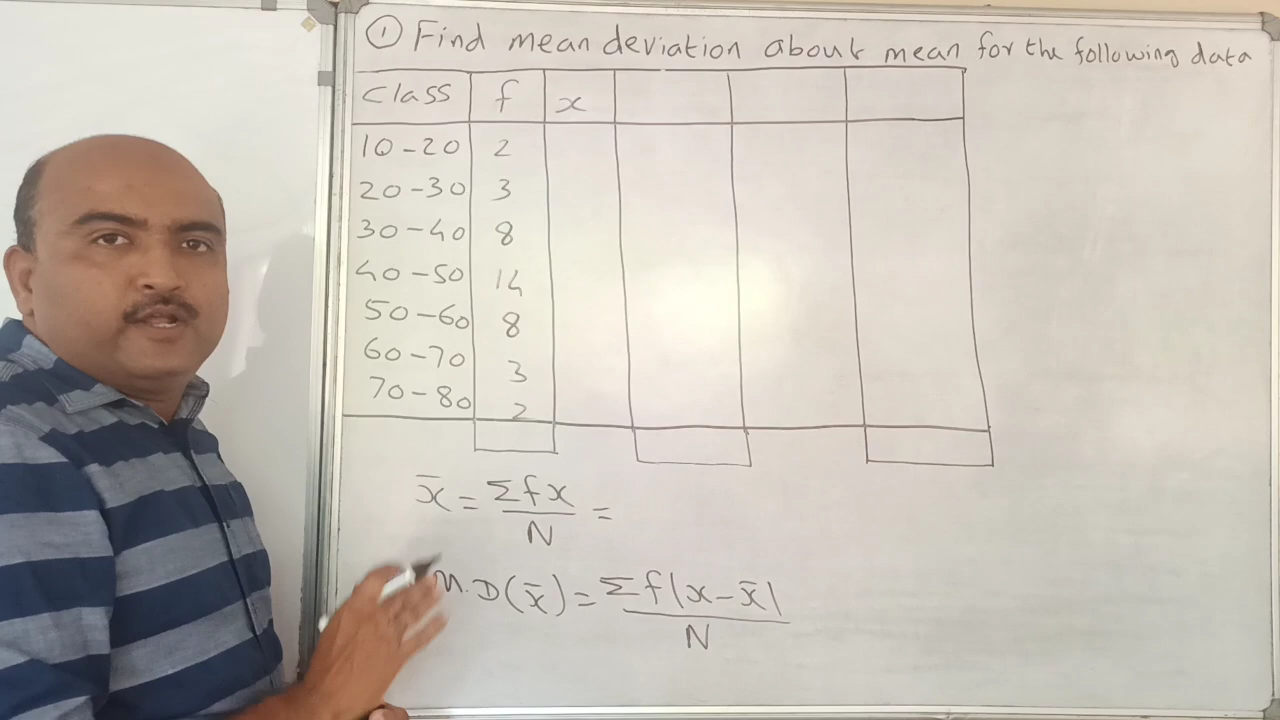 ① Find mean deviation about mean for the following data
Class f x
10-20 2
20-30 3
30-40 8
40-50 14
50-60 8
60-70 3
70-80 2
x̄ = Σfx / N =
M.D(x̄) = Σf|x-x̄| / N